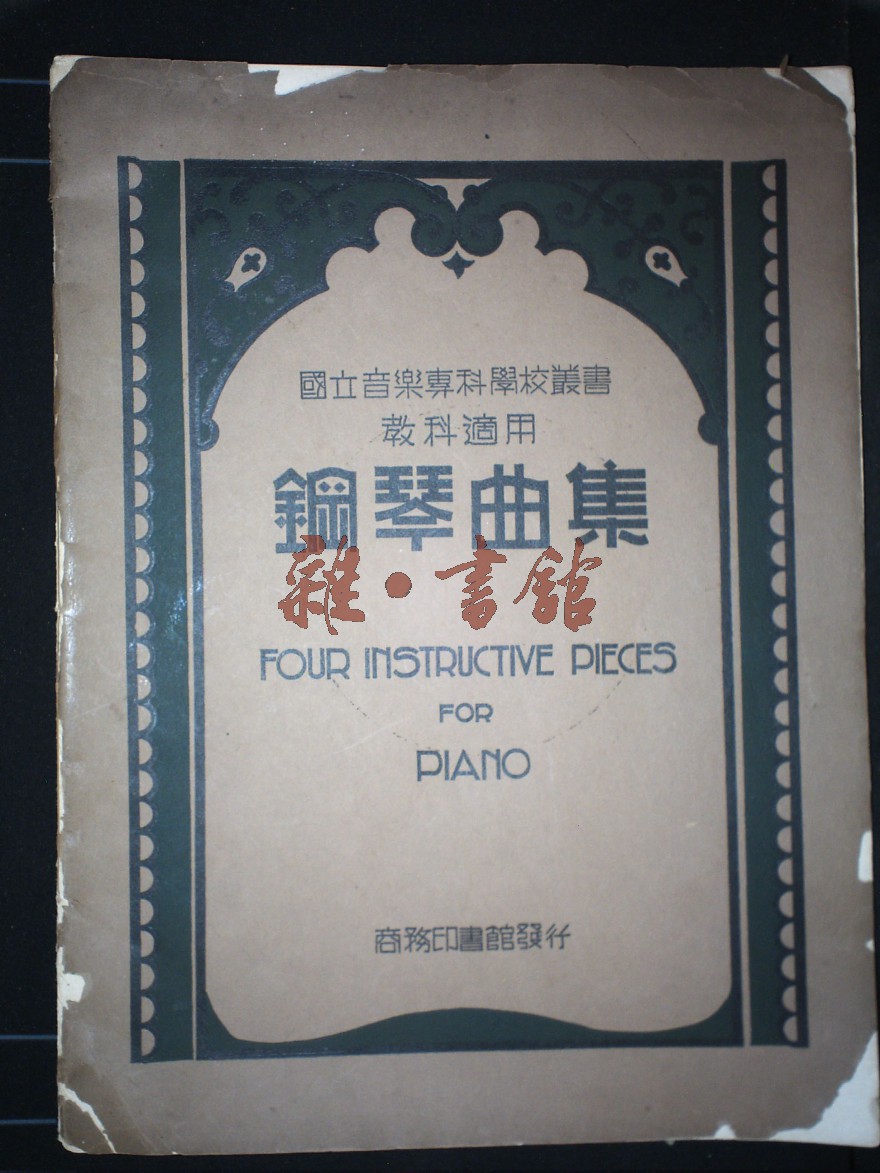 國立音樂專科學校叢書
教科適用
鋼琴曲集
雜·書館
FOUR INSTRUCTIVE PIECES
FOR
PIANO
商務印書館發行